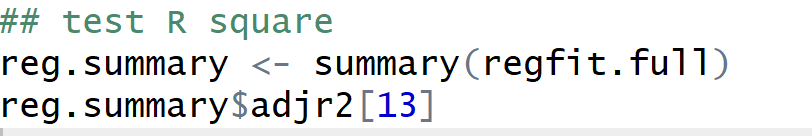 ## test R square
reg.summary <- summary(regfit.full)
reg.summary$adjr2[13]